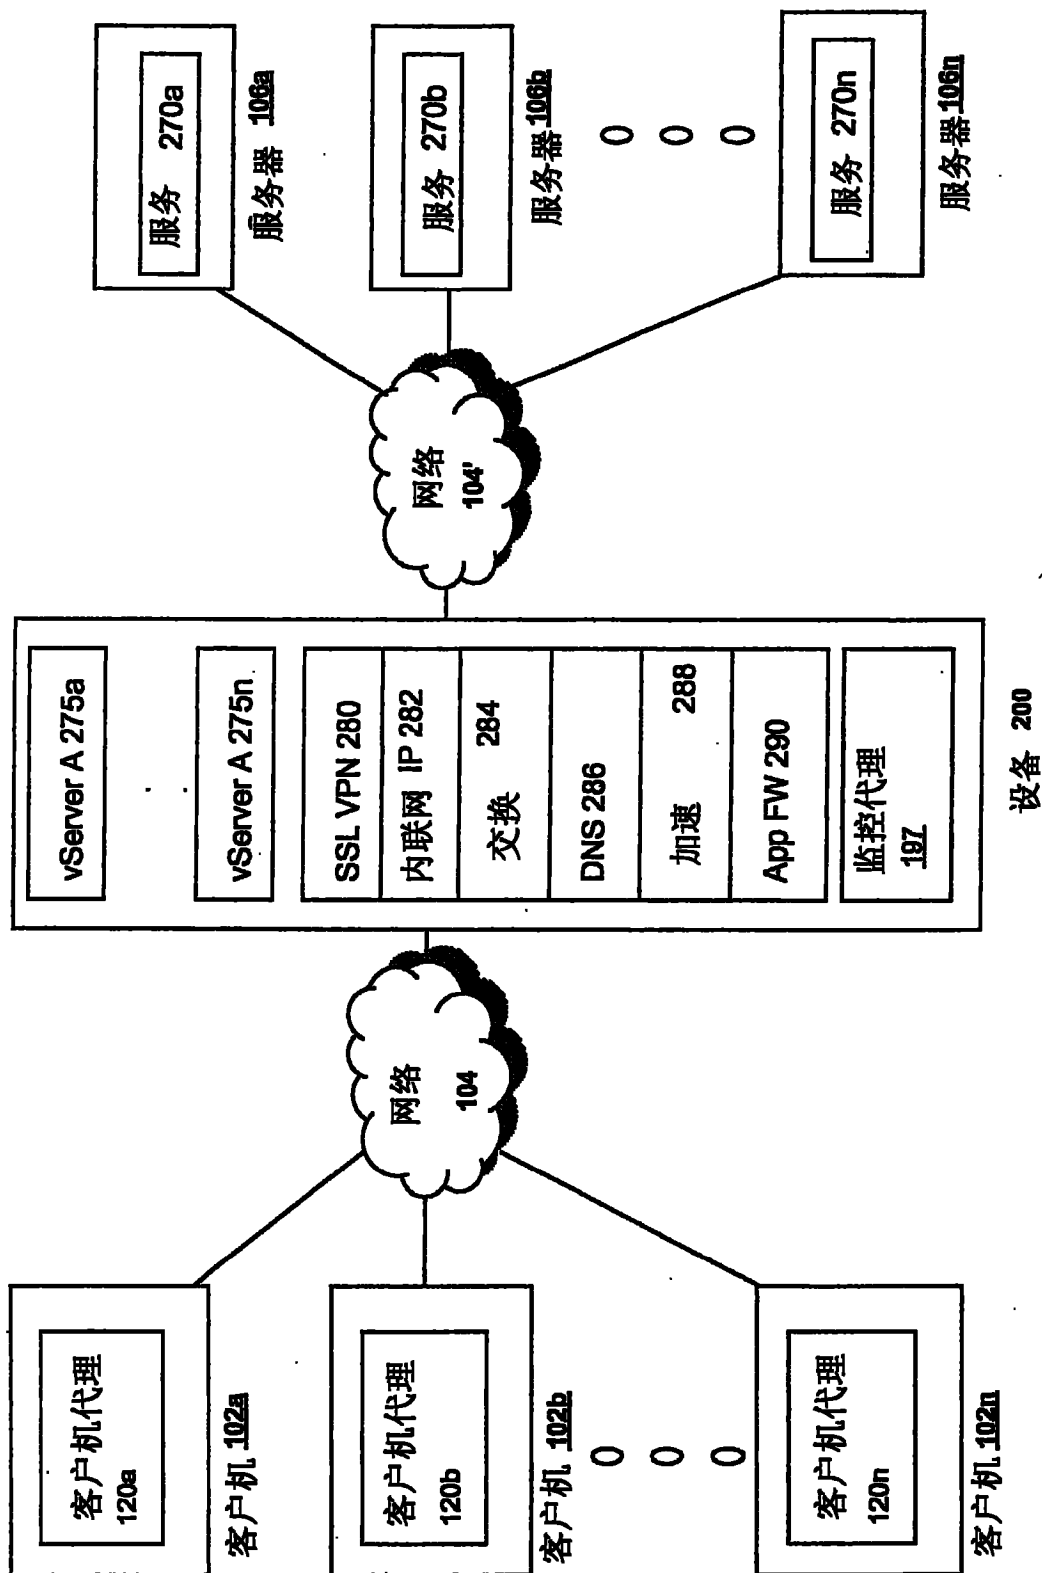 客户机代理
120a
客户机 102a
客户机代理
120b
客户机 102b
客户机代理
120n
客户机 102n
网络
104
vServer A 275a
vServer A 275n
SSL VPN 280
内联网 IP 282
交换 284
DNS 286
加速 288
App FW 290
监控代理
197
设备 200
网络
104'
服务 270a
服务器 106a
服务 270b
服务器 106b
服务 270n
服务器 106n